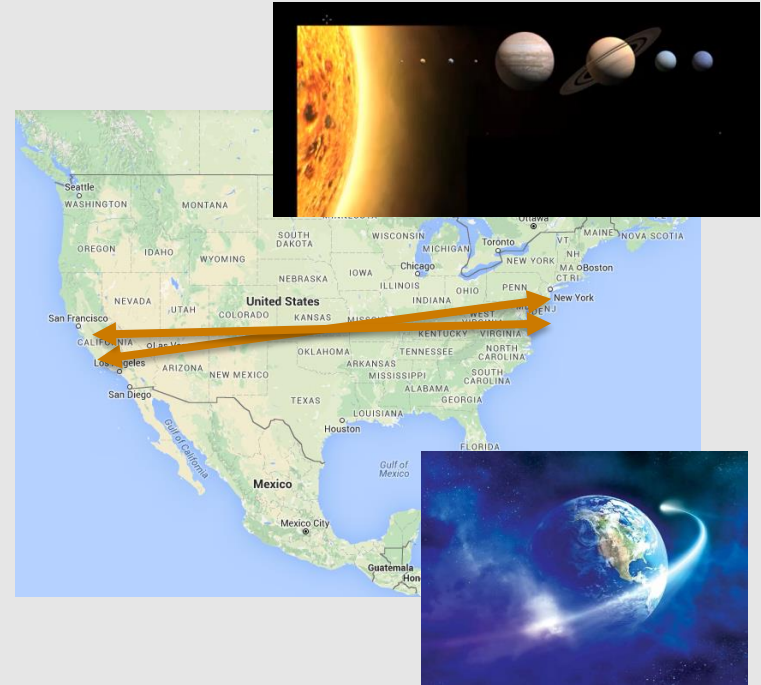 Seattle
WASHINGTON
MONTANA
OREGON
IDAHO
WYOMING
SOUTH
DAKOTA
WISCONSIN
MICHIGAN
Ottawa
Toronto
VT
MAINE
NOVA SCOTIA
NH
NEW YORK
MA
Boston
CT
RI
Chicago
IOWA
NEBRASKA
ILLINOIS
INDIANA
OHIO
PENN
New York
NJ
DE
NEVADA
UTAH
United States
COLORADO
KANSAS
WEST
KENTUCKY
VIRGINIA
San Francisco
CALIFORNIA
Los Angeles
ARIZONA
NEW MEXICO
OKLAHOMA
ARKANSAS
TENNESSEE
NORTH
CAROLINA
MISSISSIPPI
SOUTH
CAROLINA
ALABAMA
GEORGIA
San Diego
TEXAS
LOUISIANA
Houston
FLORIDA
Gulf of
California
Gulf of
Mexico
Mexico
Mexico City
Guatemala
Hon